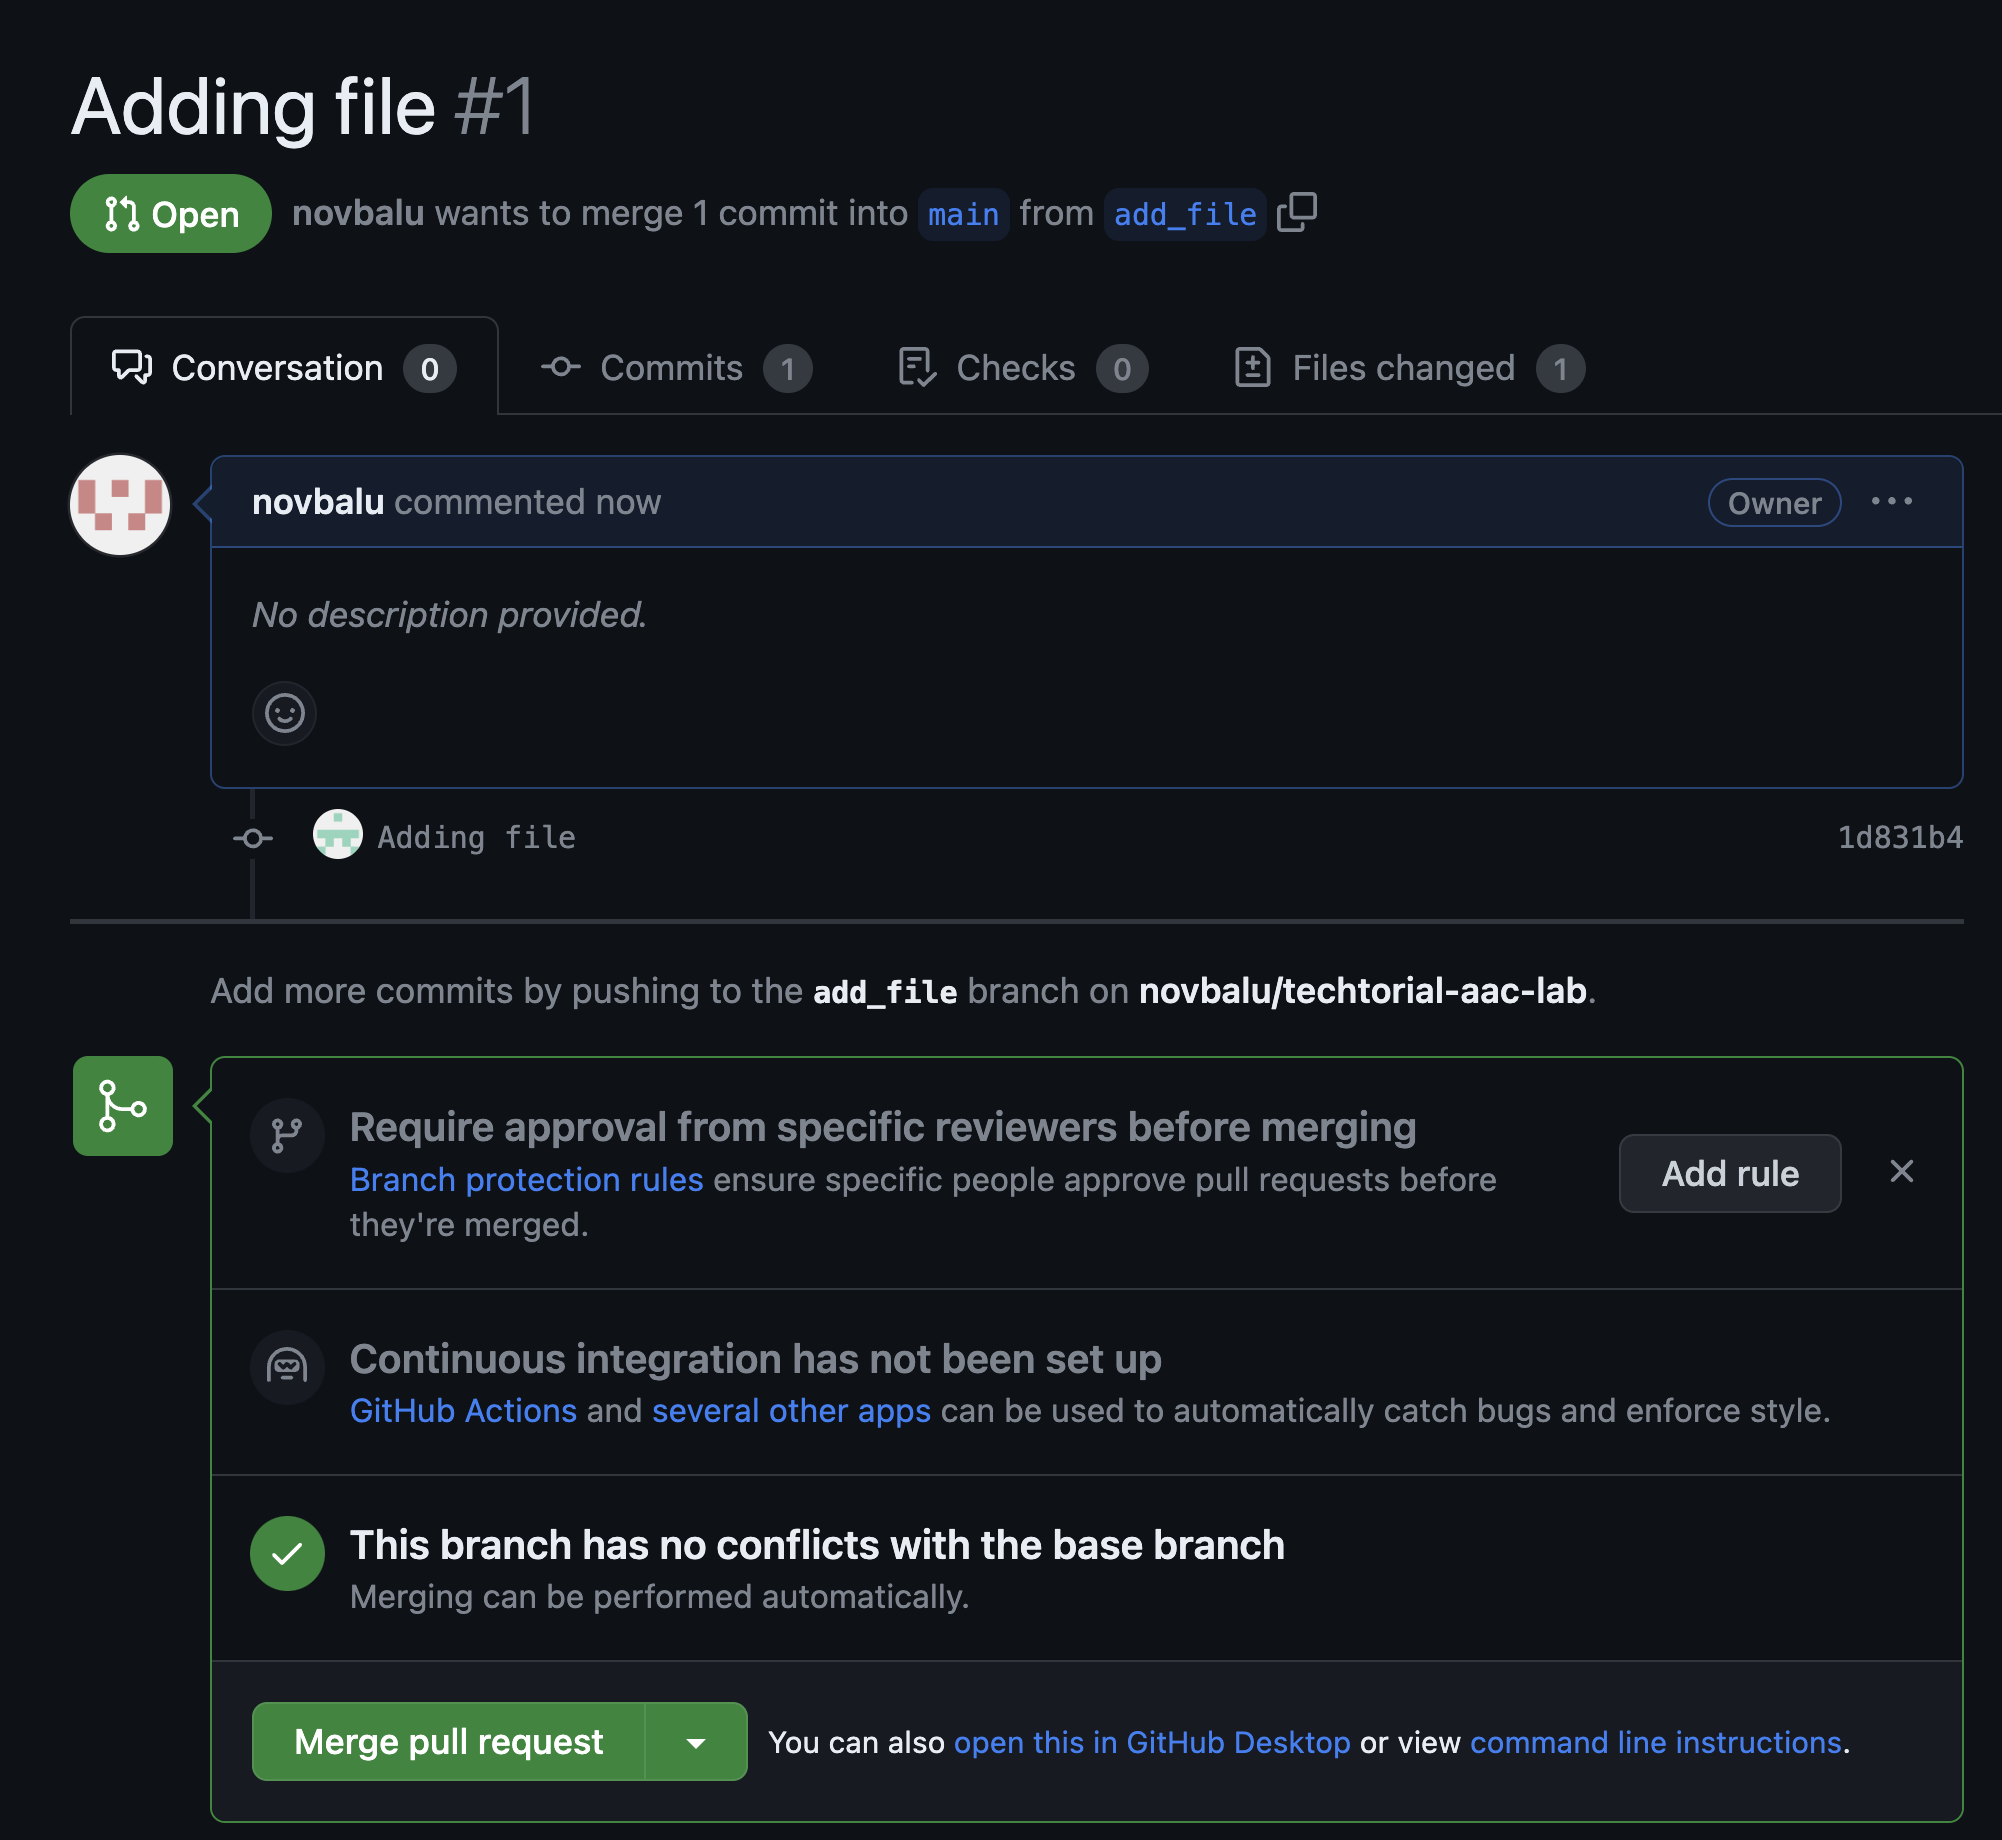 Adding file #1
Open novbalu wants to merge 1 commit into main from add_file
Conversation 0 Commits 1 Checks 0 Files changed 1
novbalu commented now Owner
No description provided.
Adding file 1d831b4
Add more commits by pushing to the add_file branch on novbalu/techtorial-aac-lab.
Require approval from specific reviewers before merging
Branch protection rules ensure specific people approve pull requests before
they're merged.
Add rule
Continuous integration has not been set up
GitHub Actions and several other apps can be used to automatically catch bugs and enforce style.
This branch has no conflicts with the base branch
Merging can be performed automatically.
Merge pull request You can also open this in GitHub Desktop or view command line instructions.